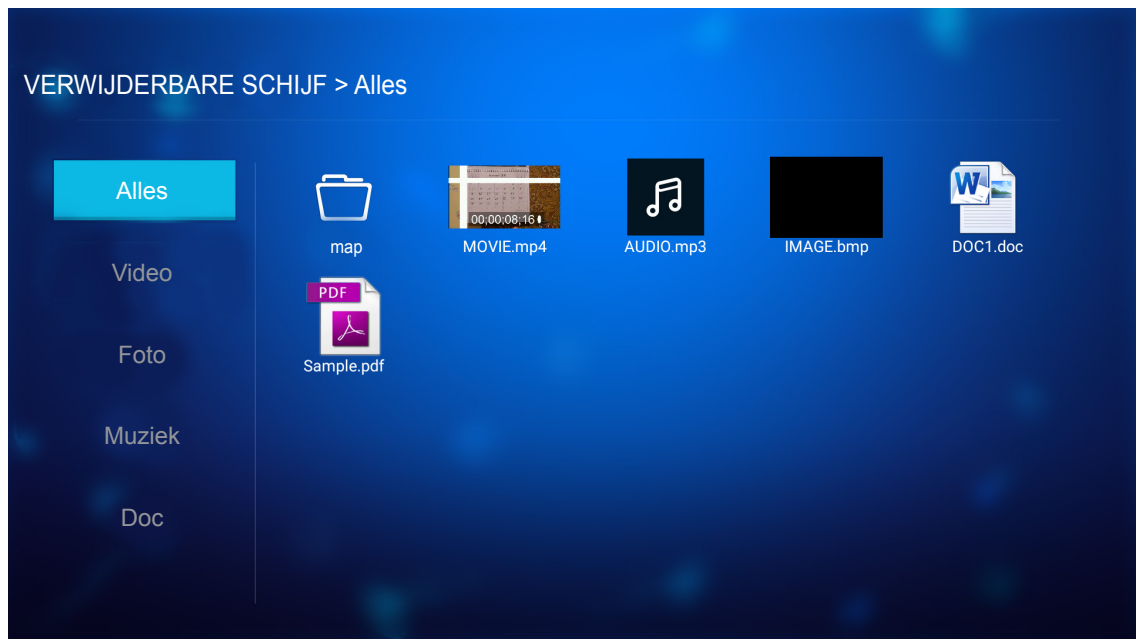 VERWIJDERBARE SCHIJF > Alles
Alles
Video
Foto
Muziek
Doc
map
00;00;08;16
MOVIE.mp4
AUDIO.mp3
IMAGE.bmp
W
DOC1.doc
PDF
Sample.pdf